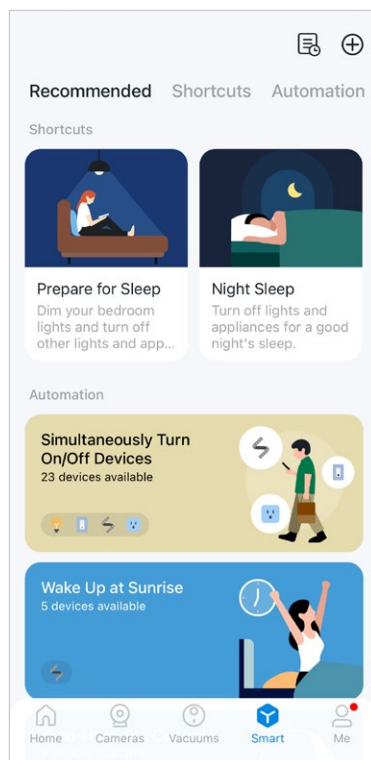 Recommended Shortcuts Automation
Shortcuts
Prepare for Sleep
Dim your bedroom
lights and turn off
other lights and app...
Night Sleep
Turn off lights and
appliances for a good
night's sleep.
Automation
Simultaneously Turn
On/Off Devices
23 devices available
Wake Up at Sunrise
5 devices available
Home Cameras Vacuums Smart Me